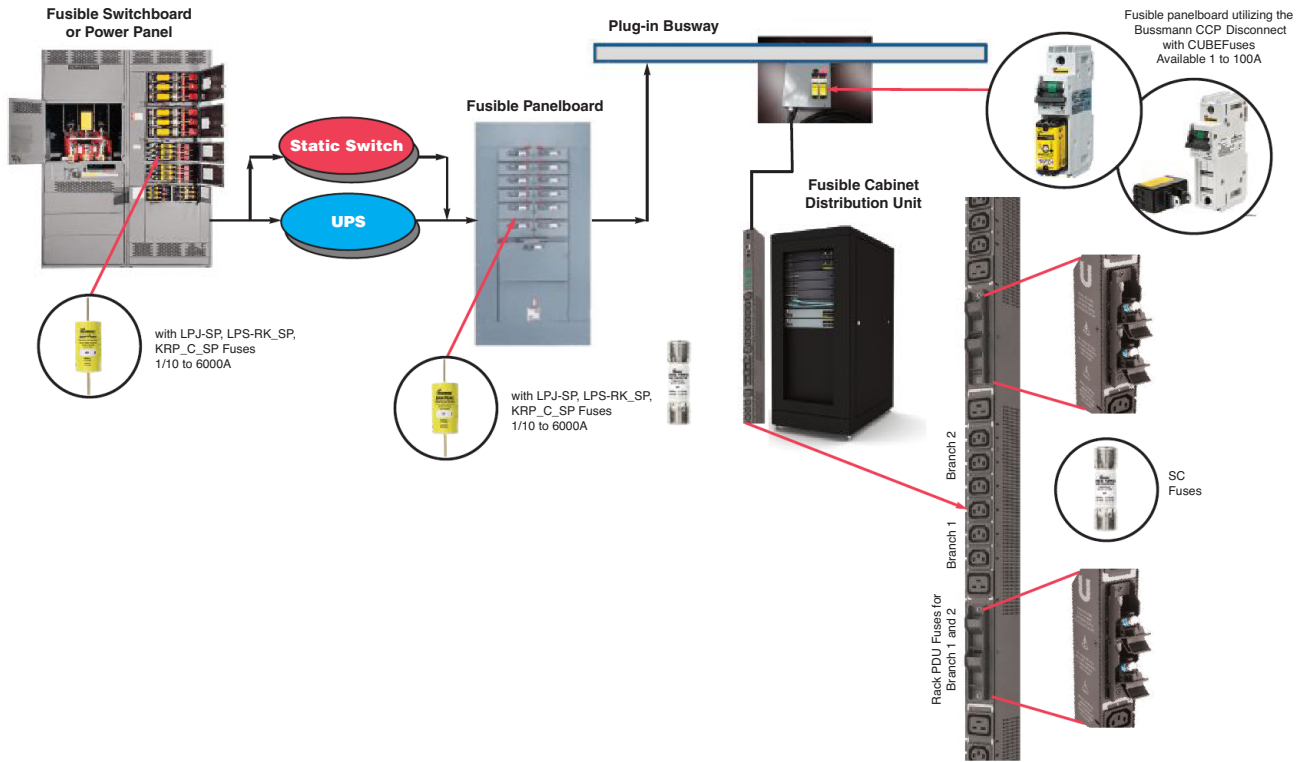 Fusible Switchboard
or Power Panel
Plug-in Busway
Fusible panelboard utilizing the
Bussmann CCP Disconnect
with CUBEFuses
Available 1 to 100A
Fusible Panelboard
Static Switch
UPS
Fusible Cabinet
Distribution Unit
with LPJ-SP, LPS-RK_SP,
KRP_C_SP Fuses
1/10 to 6000A
with LPJ-SP, LPS-RK_SP,
KRP_C_SP Fuses
1/10 to 6000A
Branch 2
SC
Fuses
Branch 1
Rack PDU Fuses for
Branch 1 and 2